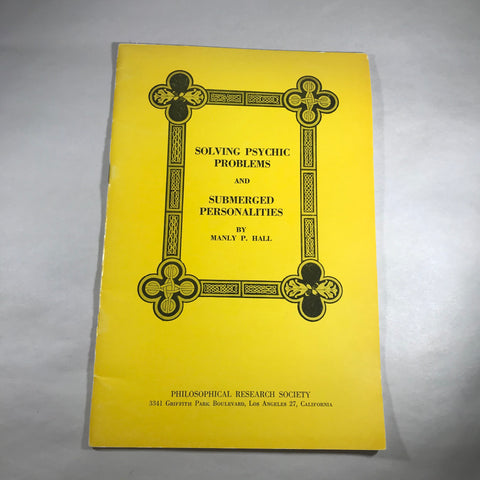 SOLVING PSYCHIC
PROBLEMS
AND
SUBMERGED
PERSONALITIES
BY
MANLY P. HALL
PHILOSOPHICAL RESEARCH SOCIETY
3341 GRIFFITH PARK BOULEVARD, LOS ANGELES 27, CALIFORNIA